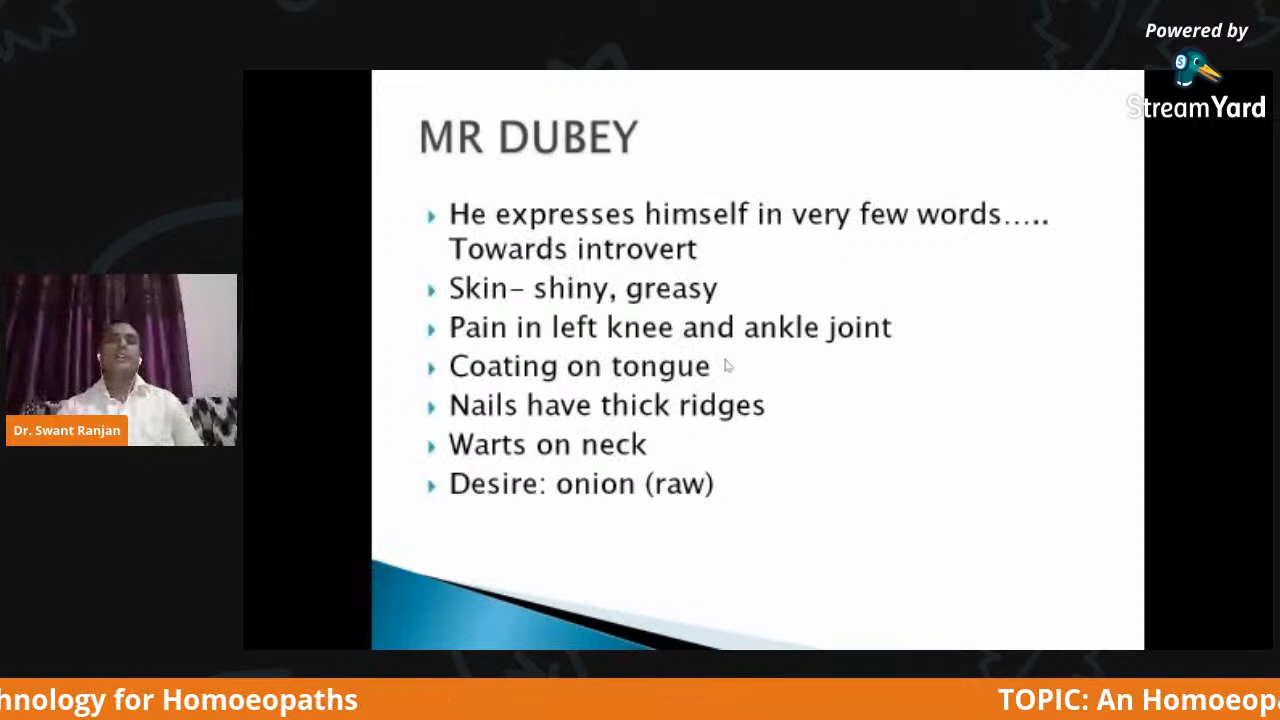 Powered by
StreamYard
MR DUBEY
He expresses himself in very few words.....
Towards introvert
Skin- shiny, greasy
Pain in left knee and ankle joint
Coating on tongue
Nails have thick ridges
Warts on neck
Desire: onion (raw)
Dr. Swant Ranjan
hnology for Homoeopaths
TOPIC: An Homoeop